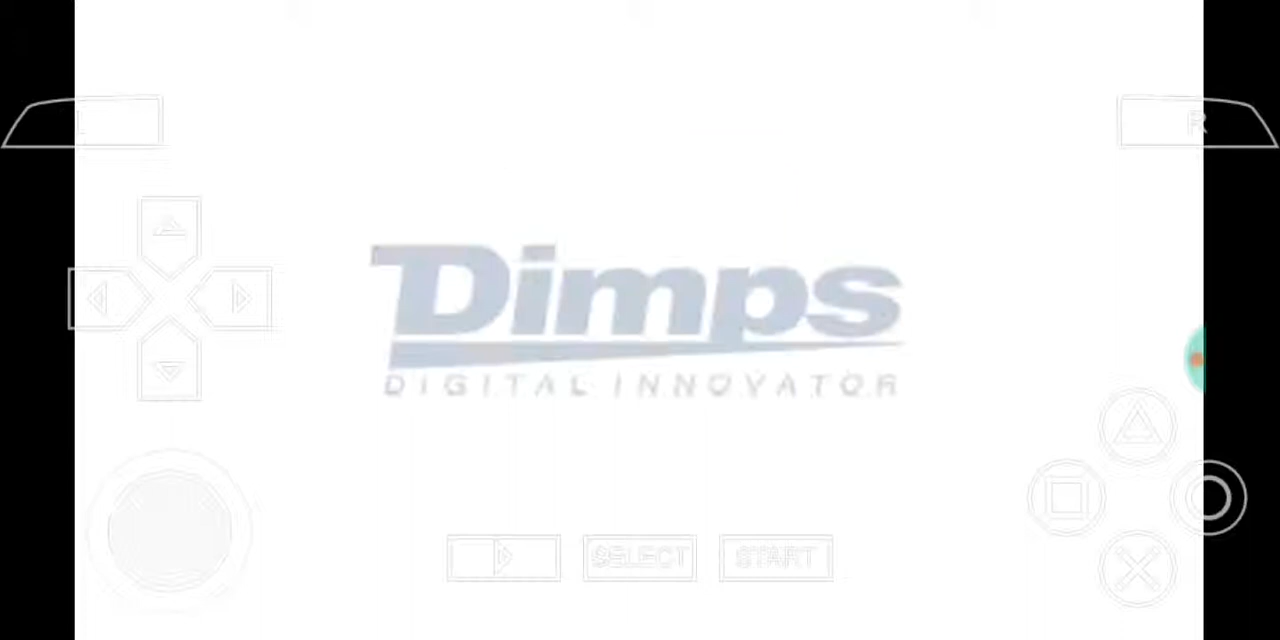 L
R
Dimps
DIGITAL INNOVATOR
SELECT
START